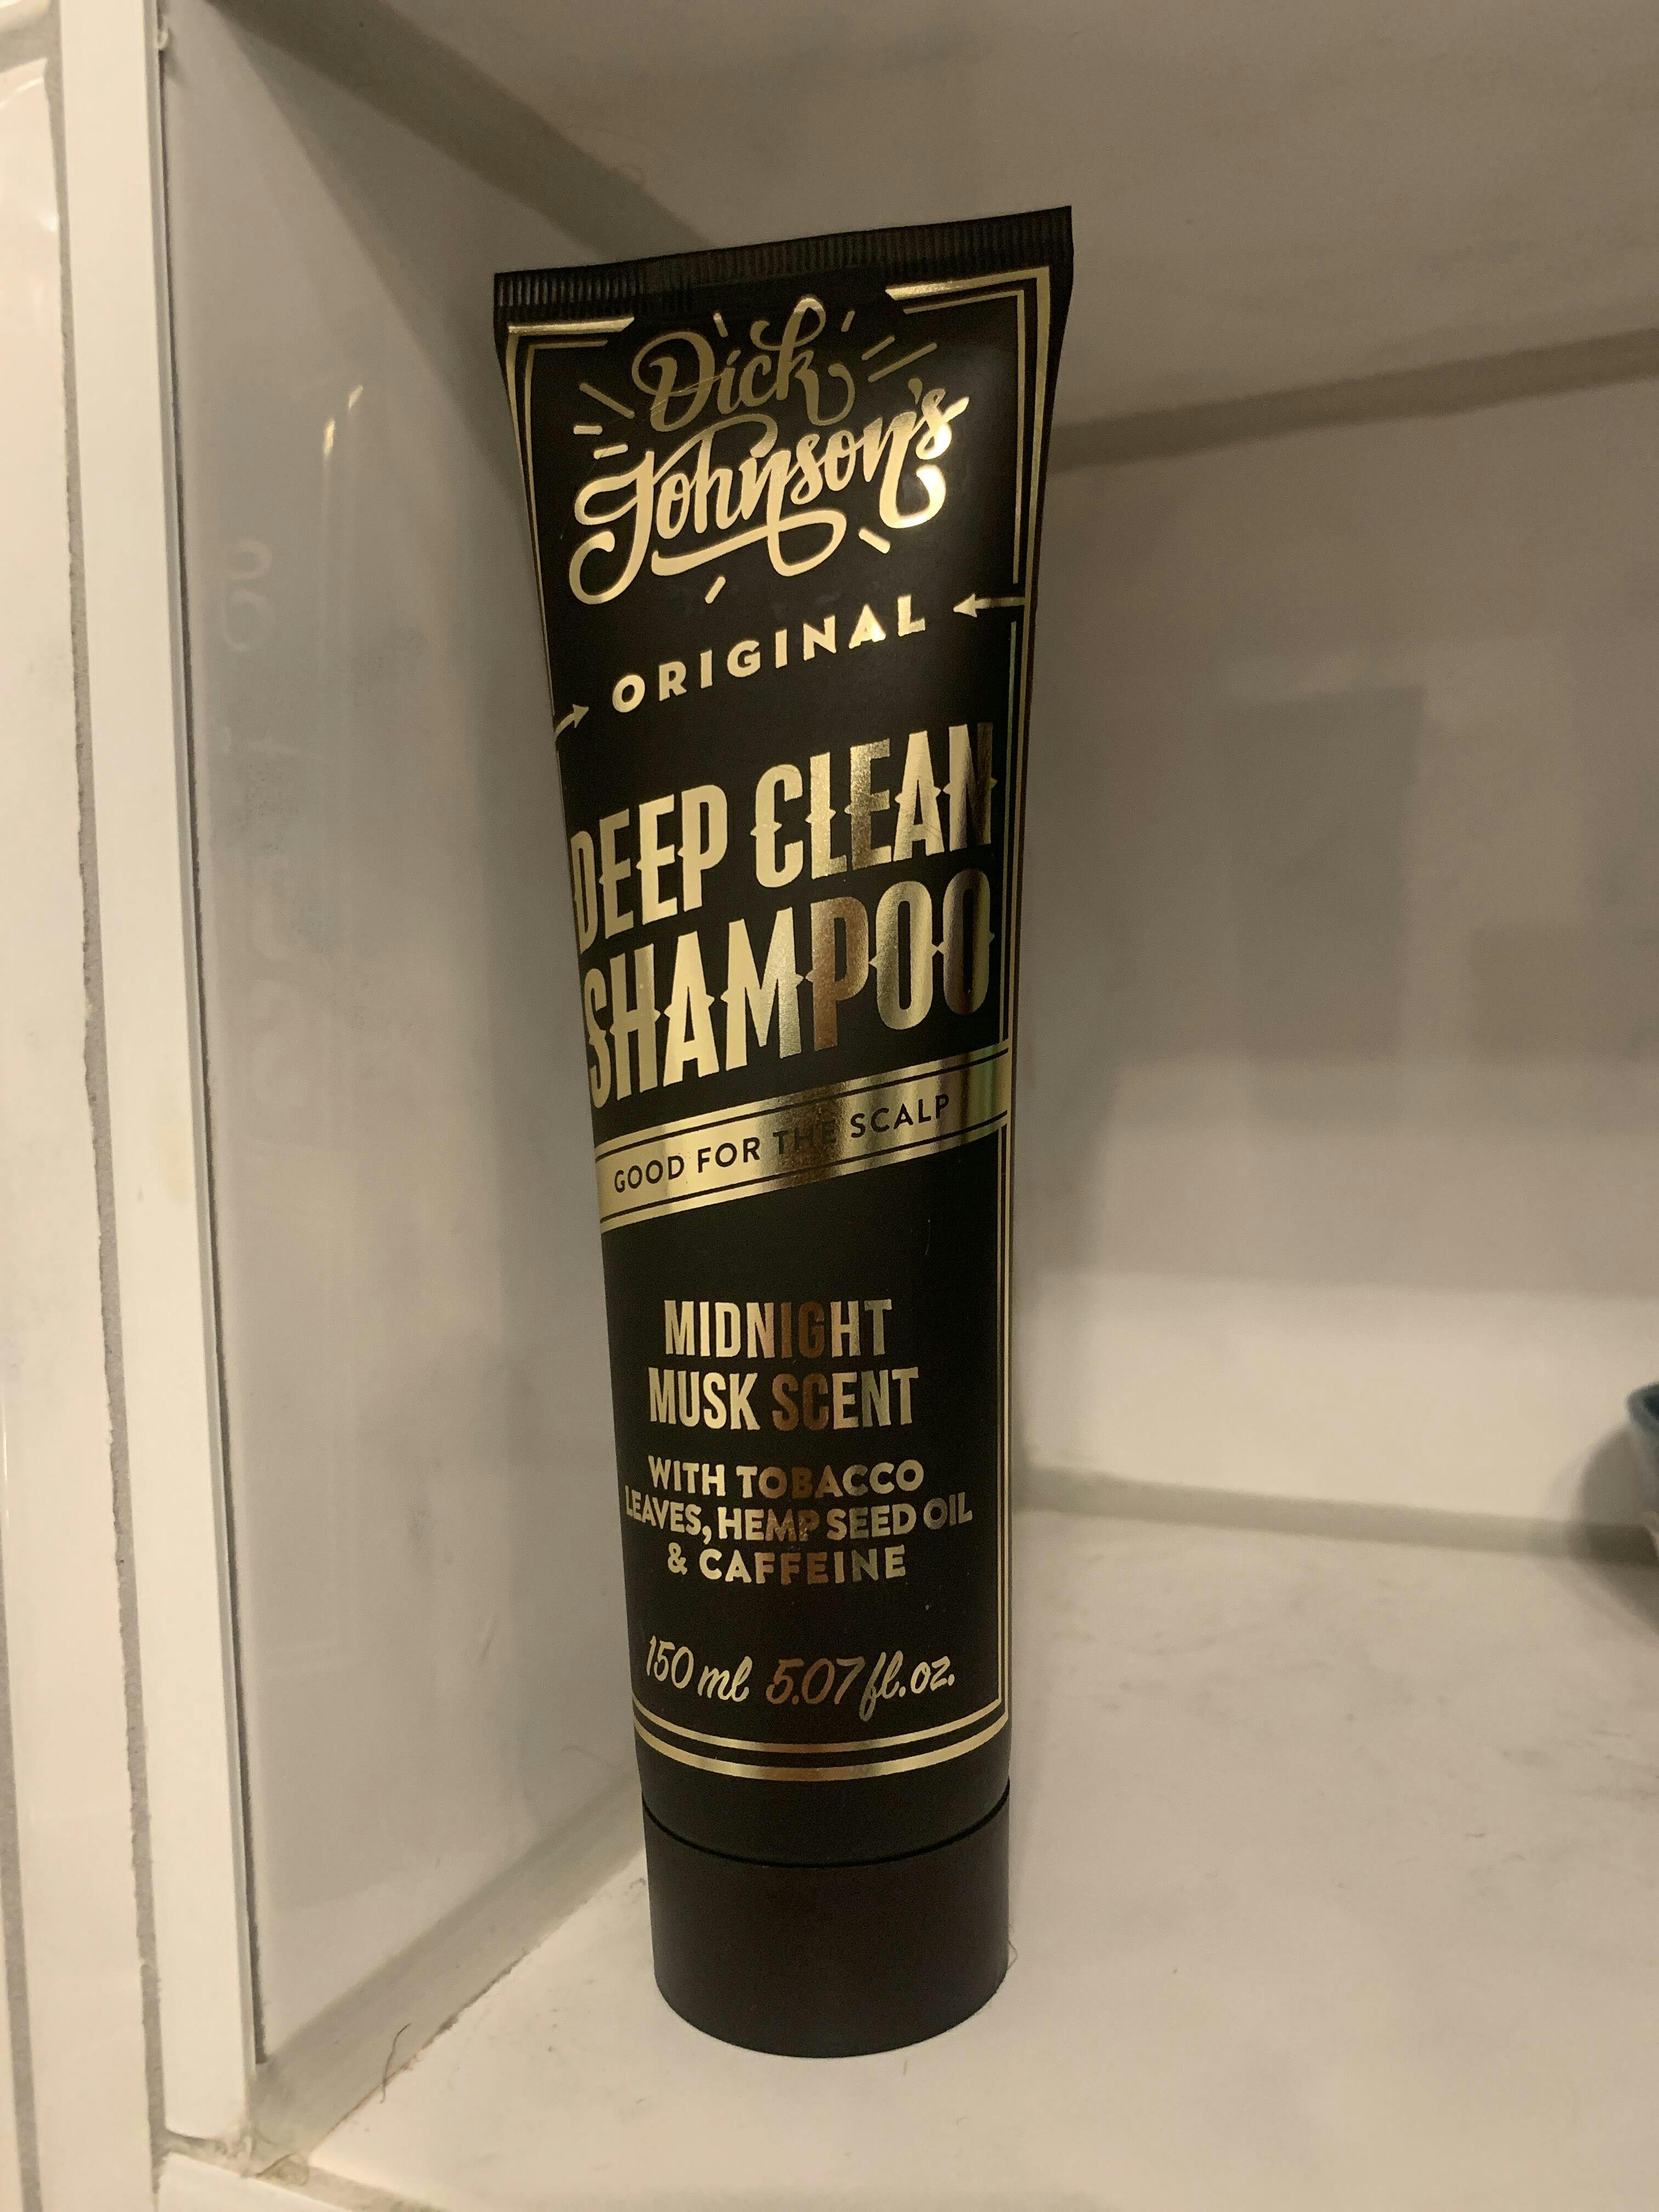 Dick
Johnson's
ORIGINAL
DEEP CLEAN
SHAMPOO
GOOD FOR THE SCALP
MIDNIGHT
MUSK SCENT
WITH TOBACCO
LEAVES, HEMP SEED OIL
& CAFFEINE
150 ml 5.07 fl.oz.